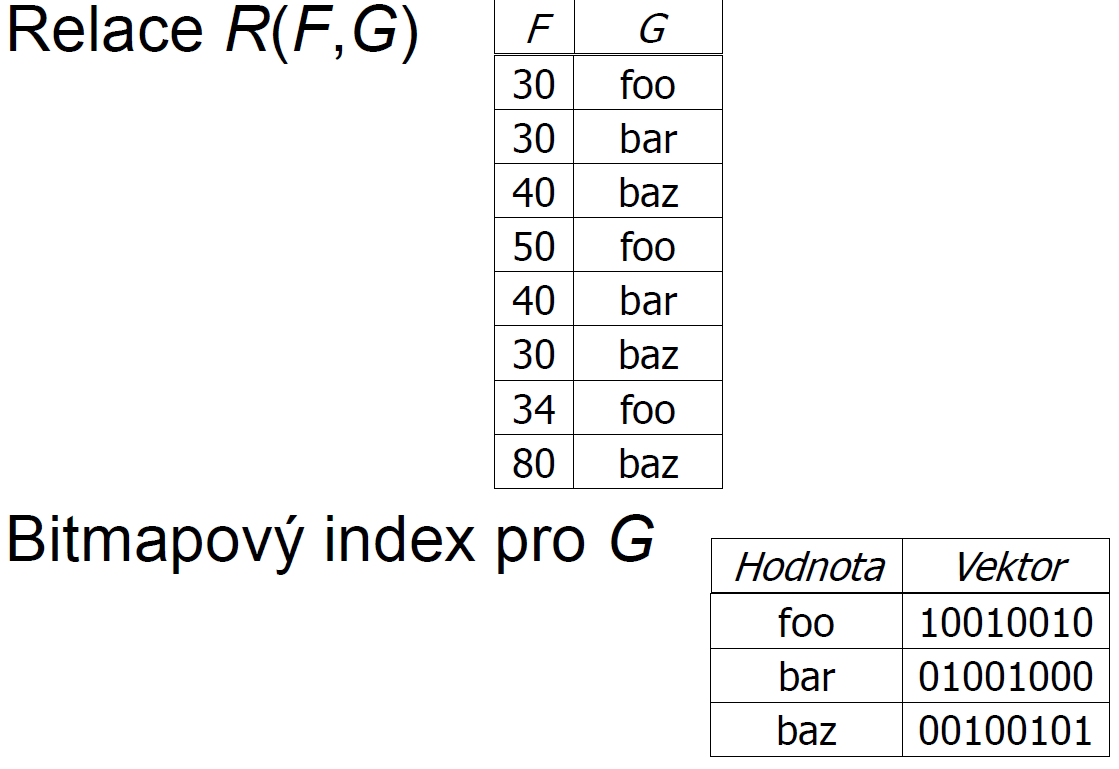 Relace R(F,G)
F G
30 foo
30 bar
40 baz
50 foo
40 bar
30 baz
34 foo
80 baz
Bitmapový index pro G
Hodnota Vektor
foo 10010010
bar 01001000
baz 00100101